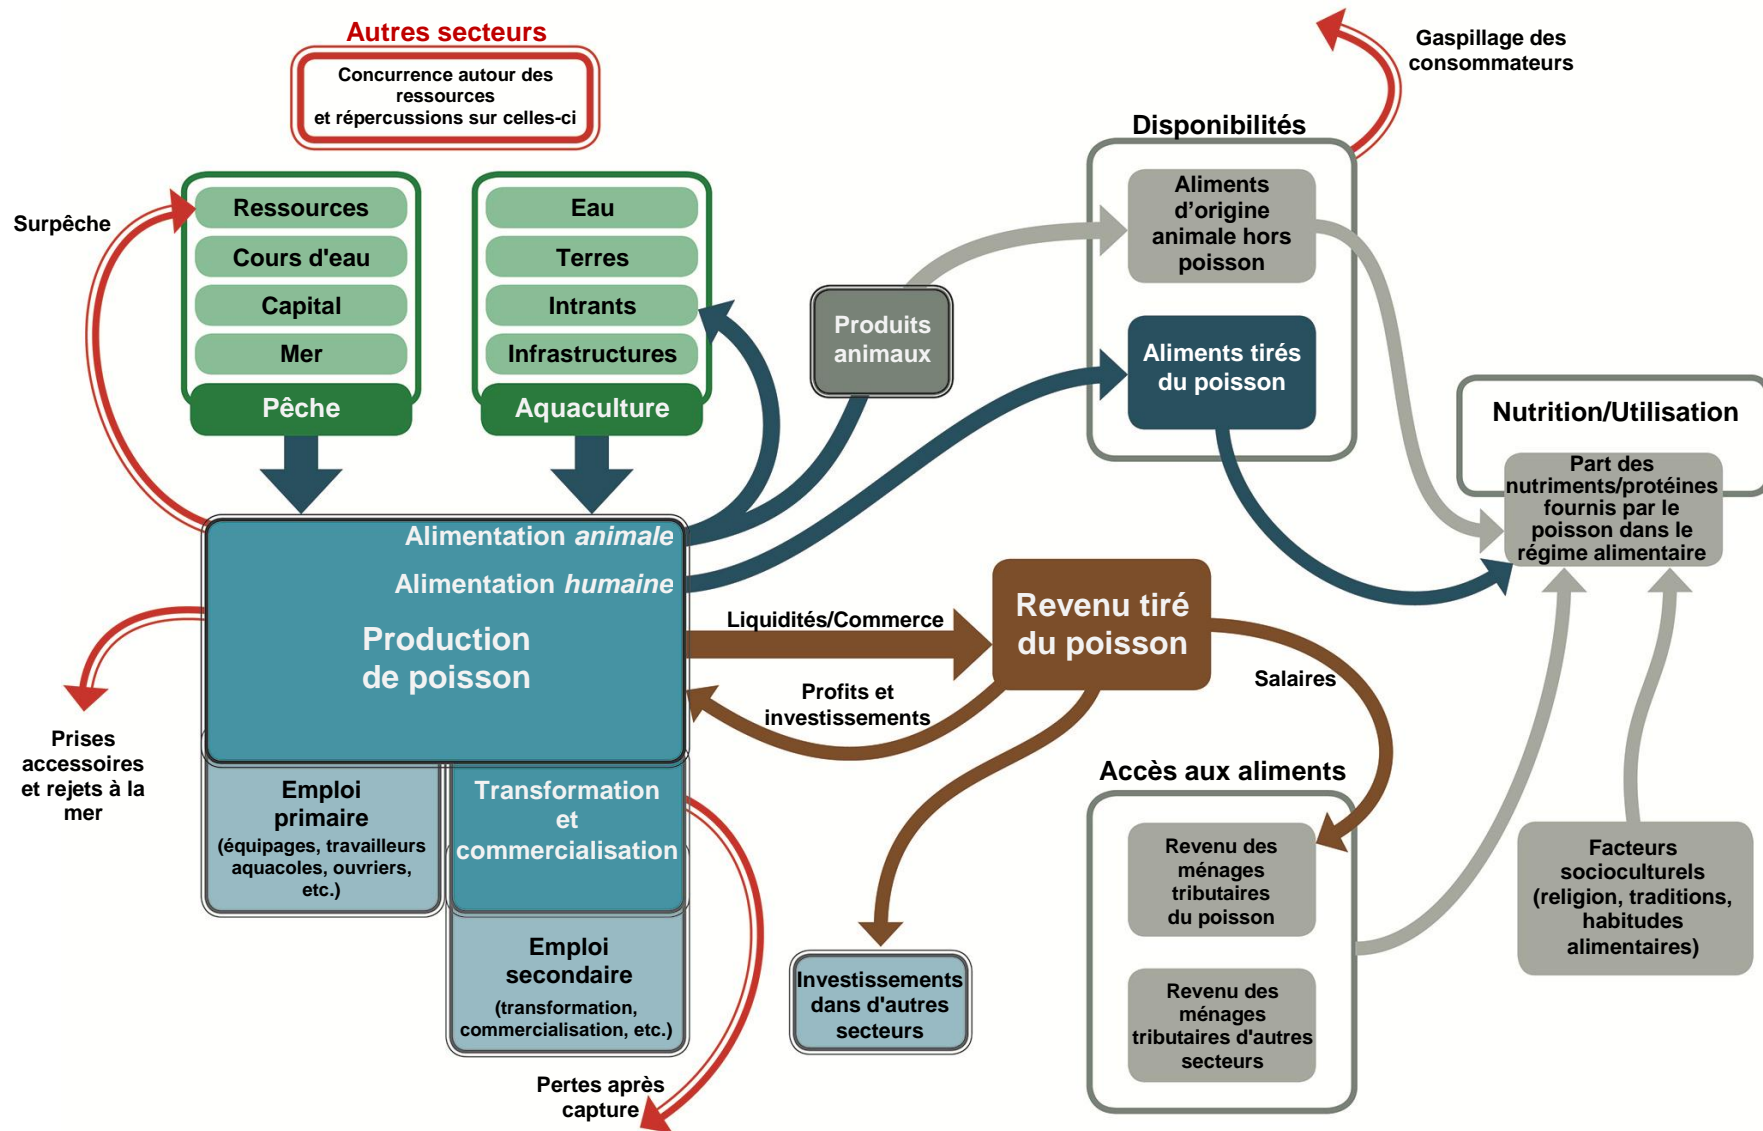 Autres secteurs
Concurrence autour des
ressources
et répercussions sur celles-ci
Gaspillage des
consommateurs
Surpêche
Ressources
Cours d'eau
Capital
Mer
Pêche
Eau
Terres
Intrants
Infrastructures
Aquaculture
Produits
animaux
Disponibilités
Aliments
d’origine
animale hors
poisson
Aliments tirés
du poisson
Nutrition/Utilisation
Part des
nutriments/protéines
fournis par le
poisson dans le
régime alimentaire
Alimentation animale
Alimentation humaine
Production
de poisson
Liquidités/Commerce
Revenu tiré
du poisson
Profits et
investissements
Salaires
Prises
accessoires
et rejets à la
mer
Emploi
primaire
(équipages, travailleurs
aquacoles, ouvriers,
etc.)
Transformation
et
commercialisation
Emploi
secondaire
(transformation,
commercialisation, etc.)
Pertes après
capture
Investissements
dans d'autres
secteurs
Accès aux aliments
Revenu des
ménages
tributaires
du poisson
Revenu des
ménages
tributaires d'autres
secteurs
Facteurs
socioculturels
(religion, traditions,
habitudes
alimentaires)